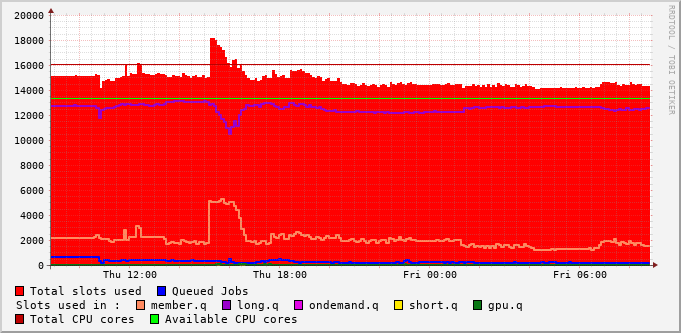 20000
18000
16000
14000
12000
10000
8000
6000
4000
2000
0
Thu 12:00 Thu 18:00 Fri 00:00 Fri 06:00
Total slots used Queued Jobs
Slots used in : member.q long.q ondemand.q short.q gpu.q
Total CPU cores Available CPU cores
RRDTOOL / TOBI OETIKER